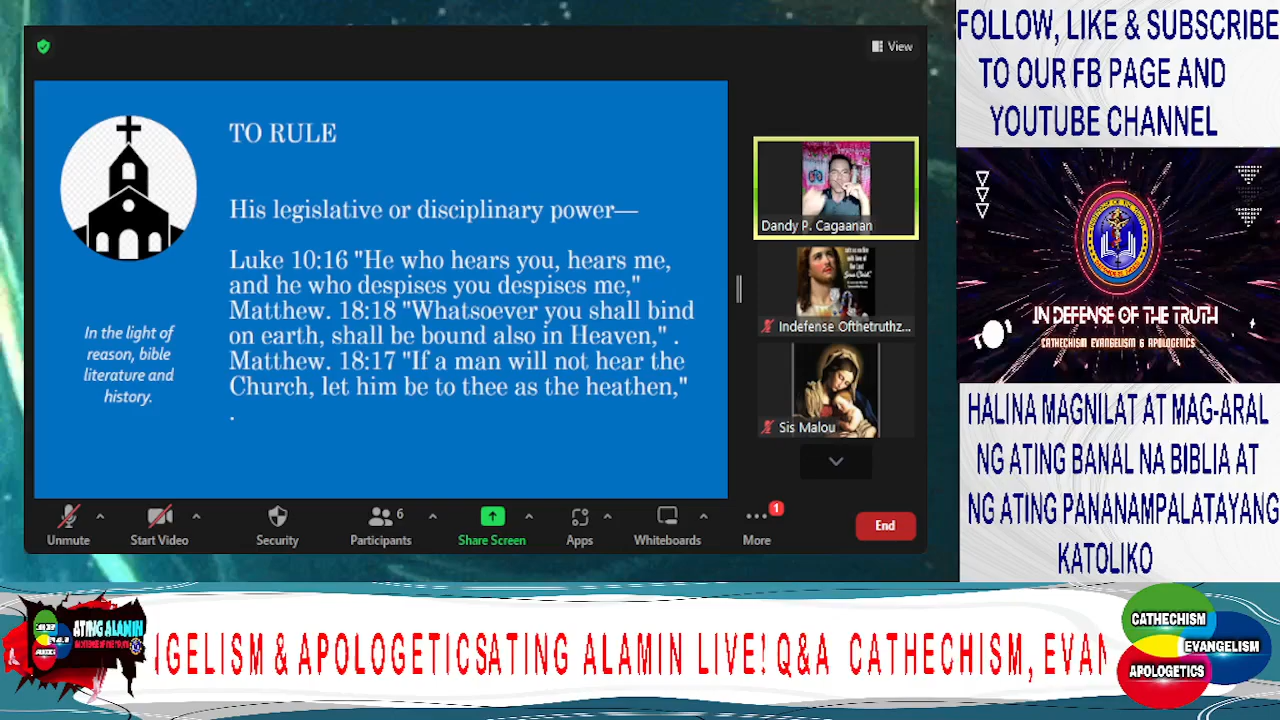 View
TO RULE
His legislative or disciplinary power—
Luke 10:16 "He who hears you, hears me,
and he who despises you despises me,"
Matthew. 18:18 "Whatsoever you shall bind
on earth, shall be bound also in Heaven," .
Matthew. 18:17 "If a man will not hear the
Church, let him be to thee as the heathen,"
.
In the light of
reason, bible
literature and
history.
Dandy P. Cagaanan
Indefense Ofthetruthz...
Sis Malou
Unmute
Start Video
Security
6
Participants
Share Screen
Apps
Whiteboards
1
More
End
FOLLOW, LIKE & SUBSCRIBE
TO OUR FB PAGE AND
YOUTUBE CHANNEL
IN DEFENSE OF THE TRUTH
CATECHISM EVANGELISM & APOLOGETICS
HALINA MAGNILAT AT MAG-ARAL
NG ATING BANAL NA BIBLIA AT
NG ATING PANANAMPALATAYANG
KATOLIKO
ATING ALAMIN
NGELISM & APOLOGETICSATING ALAMIN LIVE! Q&A CATHECHISM, EVAN
CATHECHISM
EVANGELISM
APOLOGETICS